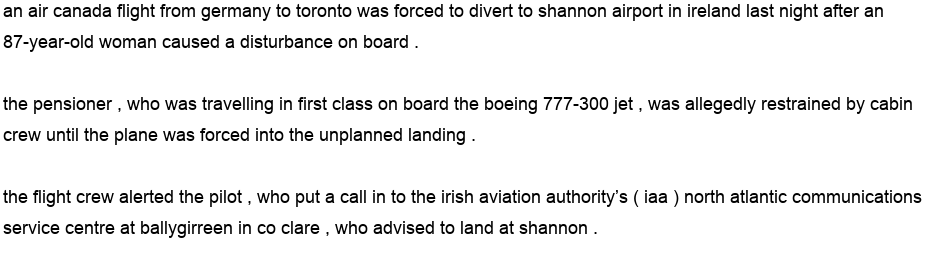 an air canada flight from germany to toronto was forced to divert to shannon airport in ireland last night after an
87-year-old woman caused a disturbance on board .
the pensioner , who was travelling in first class on board the boeing 777-300 jet , was allegedly restrained by cabin
crew until the plane was forced into the unplanned landing .
the flight crew alerted the pilot , who put a call in to the irish aviation authority’s ( iaa ) north atlantic communications
service centre at ballygirreen in co clare , who advised to land at shannon .